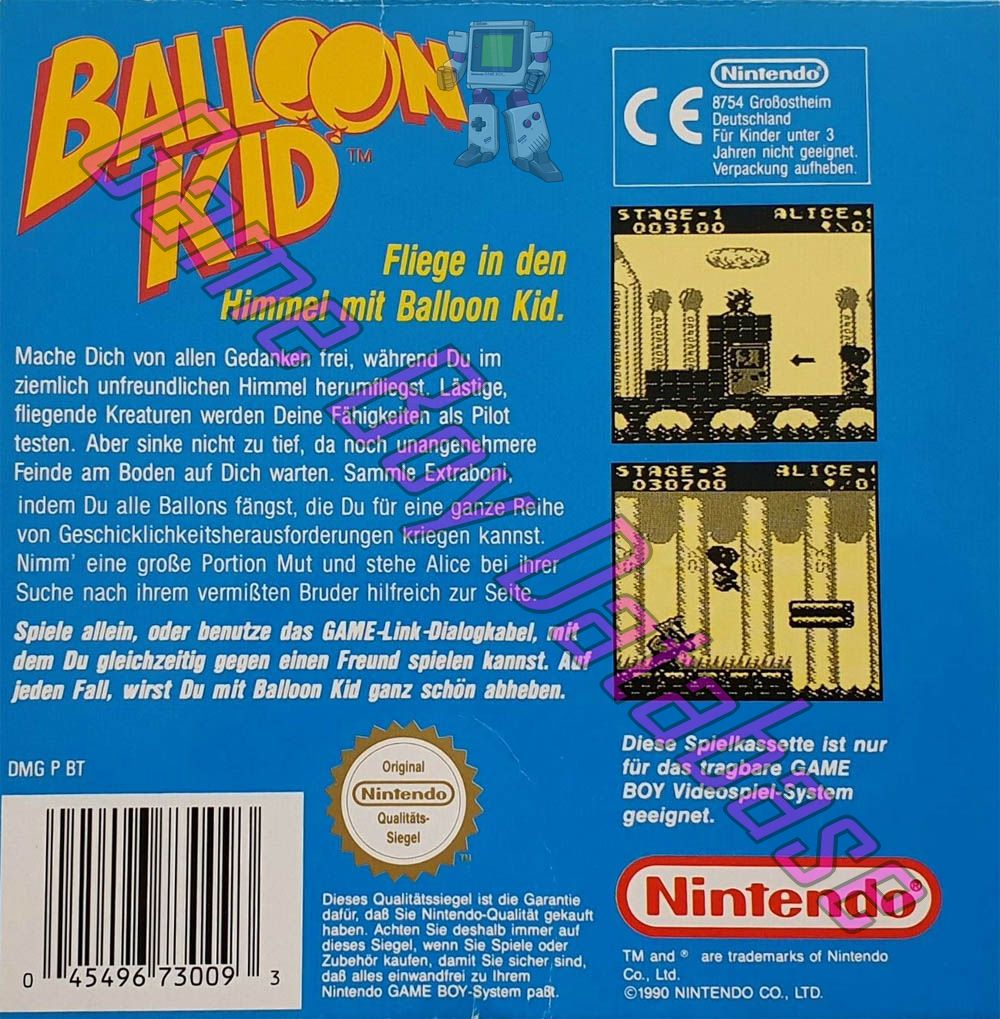 BALLOON
KID™
Nintendo
CE
8754 Großostheim
Deutschland
Für Kinder unter 3
Jahren nicht geeignet.
Verpackung aufheben.
Fliege in den
Himmel mit Balloon Kid.
Mache Dich von allen Gedanken frei, während Du im
ziemlich unfreundlichen Himmel herumfliegst. Lästige,
fliegende Kreaturen werden Deine Fähigkeiten als Pilot
testen. Aber sinke nicht zu tief, da noch unangenehmere
Feinde am Boden auf Dich warten. Sammle Extraboni,
indem Du alle Ballons fängst, die Du für eine ganze Reihe
von Geschicklichkeitsherausforderungen kriegen kannst.
Nimm' eine große Portion Mut und stehe Alice bei ihrer
Suche nach ihrem vermißten Bruder hilfreich zur Seite.
Spiele allein, oder benutze das GAME-Link-Dialogkabel, mit
dem Du gleichzeitig gegen einen Freund spielen kannst. Auf
jeden Fall, wirst Du mit Balloon Kid ganz schön abheben.
STAGE-1 ALICE-
003100
STAGE-2 ALICE-
030700
Diese Spielkassette ist nur
für das tragbare GAME
BOY Videospiel-System
geeignet.
DMG P BT
0 45496 73009 3
Original
Nintendo
Qualitäts-
Siegel
TM
Dieses Qualitätssiegel ist die Garantie
dafür, daß Sie Nintendo-Qualität gekauft
haben. Achten Sie deshalb immer auf
dieses Siegel, wenn Sie Spiele oder
Zubehör kaufen, damit Sie sicher sind,
daß alles einwandfrei zu Ihrem
Nintendo GAME BOY-System paßt.
Nintendo®
TM and ® are trademarks of Nintendo
Co., Ltd.
©1990 NINTENDO CO., LTD.
Game Boy Database